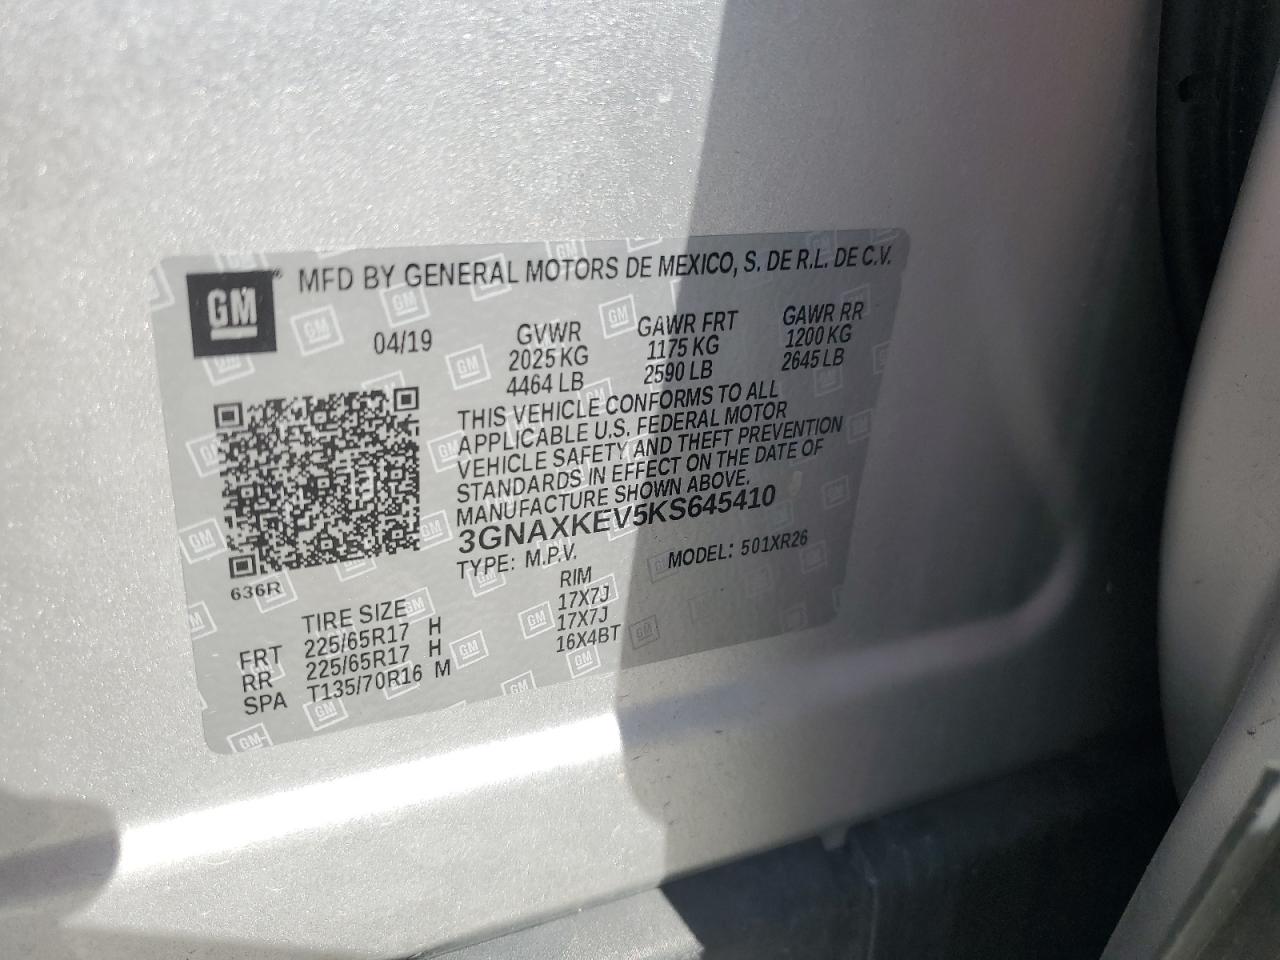 GM MFD BY GENERAL MOTORS DE MEXICO, S. DE R.L. DE C.V.
04/19
GVWR
2025 KG
4464 LB
GAWR FRT
1175 KG
2590 LB
GAWR RR
1200 KG
2645 LB
THIS VEHICLE CONFORMS TO ALL
APPLICABLE U.S. FEDERAL MOTOR
VEHICLE SAFETY AND THEFT PREVENTION
STANDARDS IN EFFECT ON THE DATE OF
MANUFACTURE SHOWN ABOVE.
3GNAXKEV5KS645410
TYPE: M.P.V. MODEL: 501XR26
636R
TIRE SIZE RIM
FRT 225/65R17 H 17X7J
RR 225/65R17 H 17X7J
SPA T135/70R16 M 16X4BT